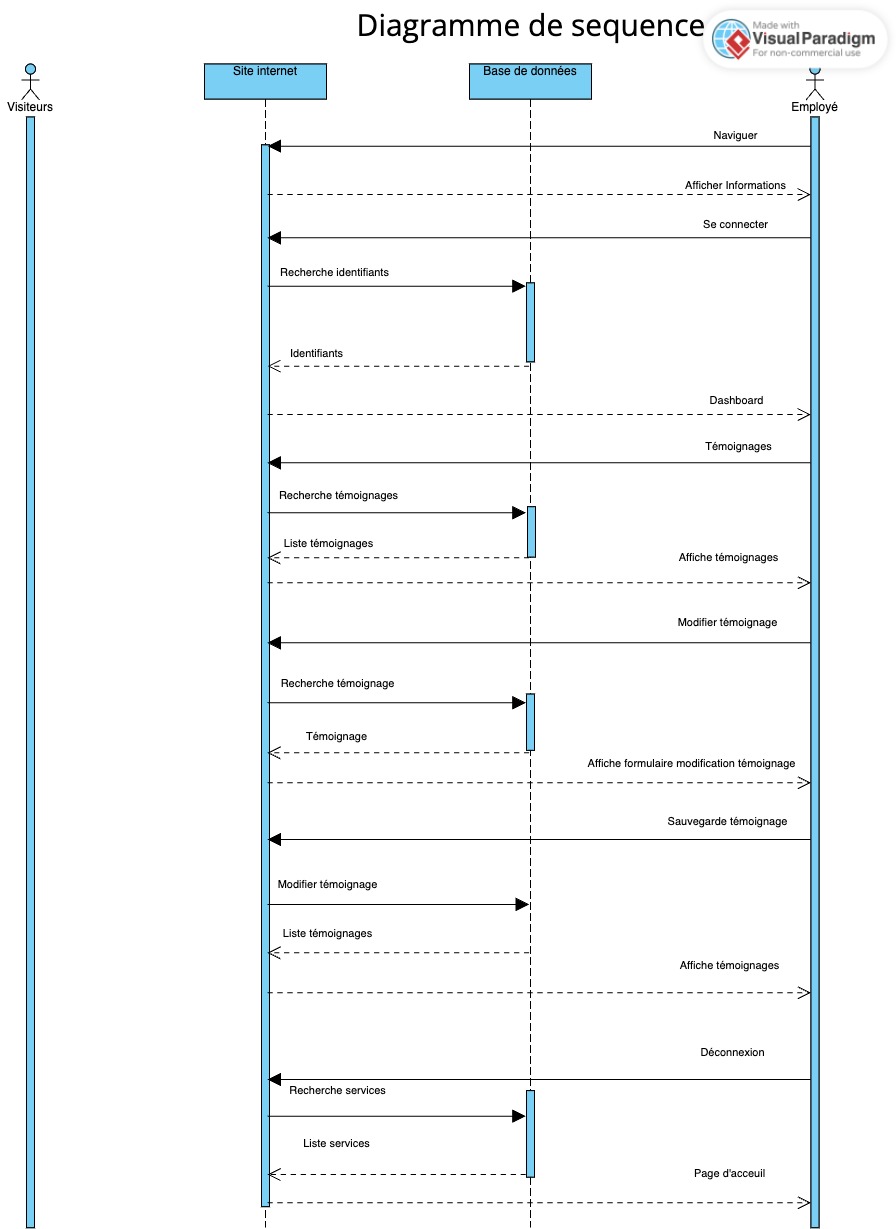 Diagramme de sequence
Made with
VisualParadigm
For non-commercial use
Visiteurs
Site internet
Base de données
Employé
Naviguer
Afficher Informations
Se connecter
Recherche identifiants
Identifiants
Dashboard
Témoignages
Recherche témoignages
Liste témoignages
Affiche témoignages
Modifier témoignage
Recherche témoignage
Témoignage
Affiche formulaire modification témoignage
Sauvegarde témoignage
Modifier témoignage
Liste témoignages
Affiche témoignages
Déconnexion
Recherche services
Liste services
Page d'acceuil